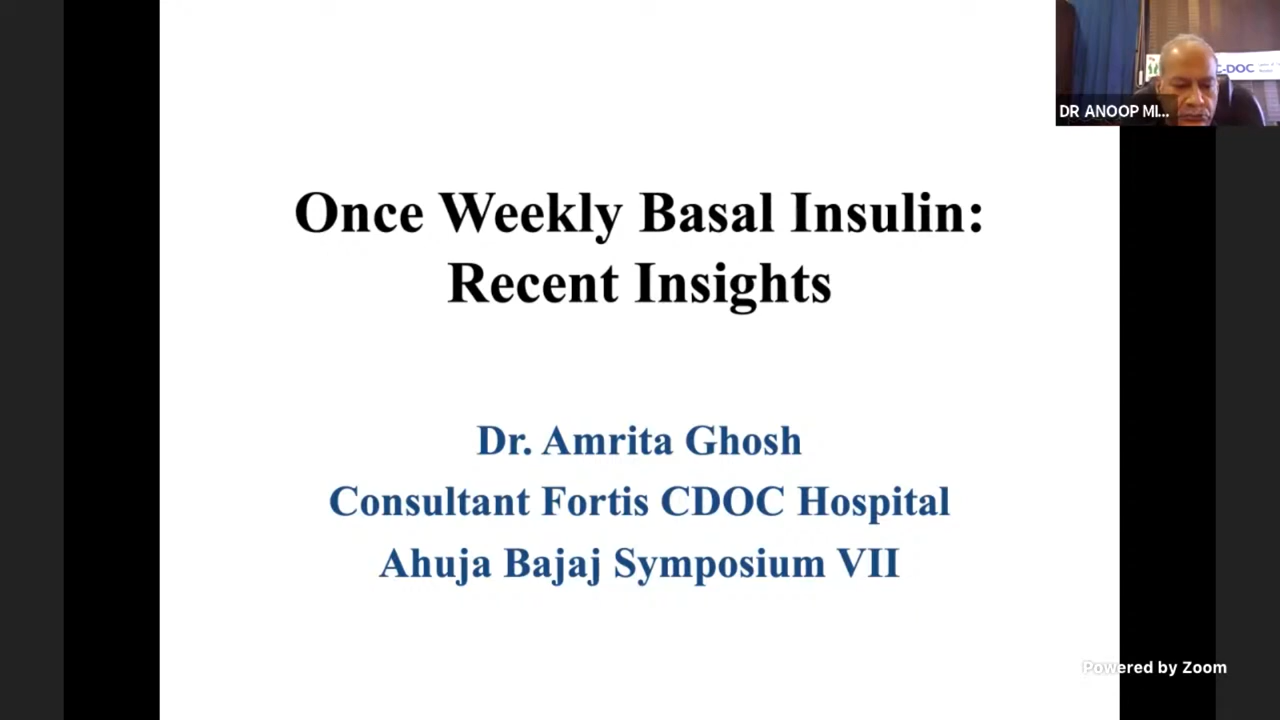 C-DOC
DR ANOOP MI...
Once Weekly Basal Insulin:
Recent Insights
Dr. Amrita Ghosh
Consultant Fortis CDOC Hospital
Ahuja Bajaj Symposium VII
Powered by Zoom